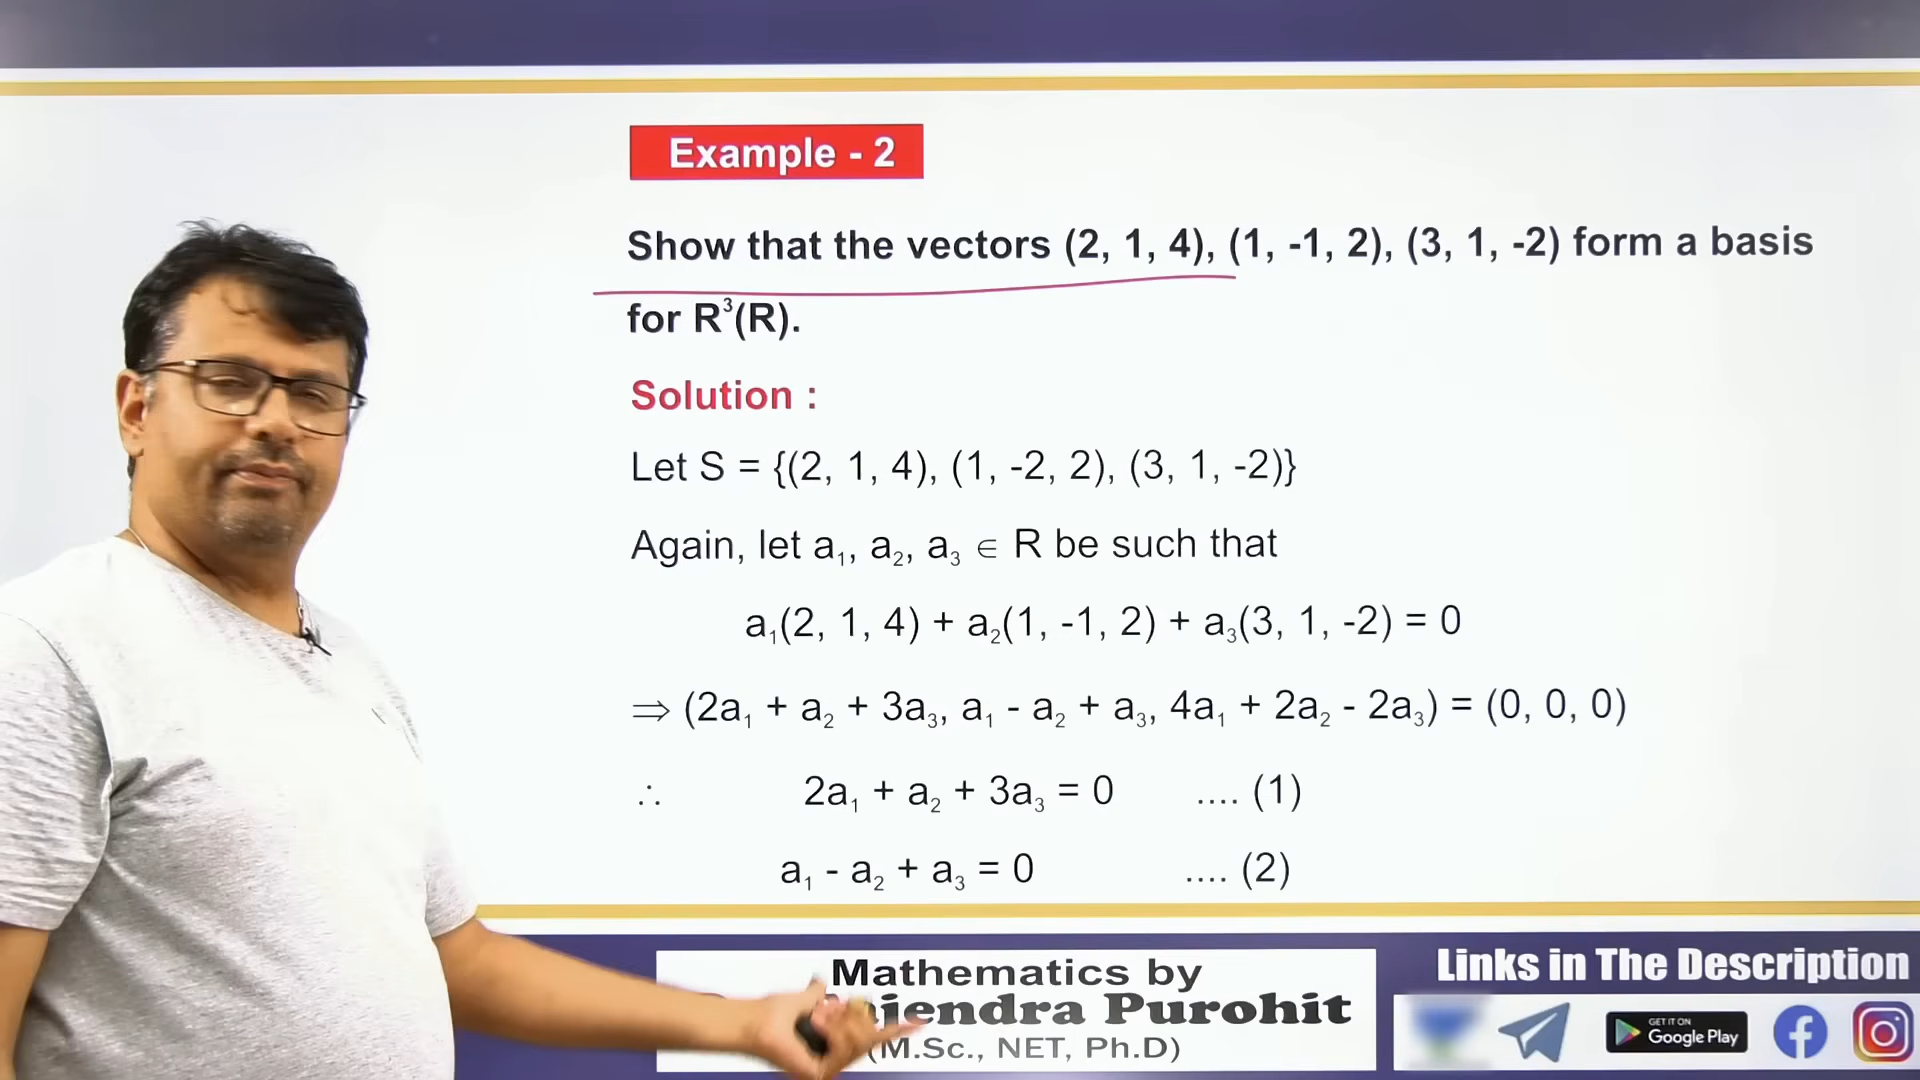 Example - 2
Show that the vectors (2, 1, 4), (1, -1, 2), (3, 1, -2) form a basis
for R³(R).
Solution :
Let S = {(2, 1, 4), (1, -2, 2), (3, 1, -2)}
Again, let a₁, a₂, a₃ ∈ R be such that
a₁(2, 1, 4) + a₂(1, -1, 2) + a₃(3, 1, -2) = 0
⇒ (2a₁ + a₂ + 3a₃, a₁ - a₂ + a₃, 4a₁ + 2a₂ - 2a₃) = (0, 0, 0)
∴ 2a₁ + a₂ + 3a₃ = 0 .... (1)
a₁ - a₂ + a₃ = 0 .... (2)
Mathematics by
Purohit
(M.Sc., NET, Ph.D)
Links in The Description
GET IT ON
Google Play